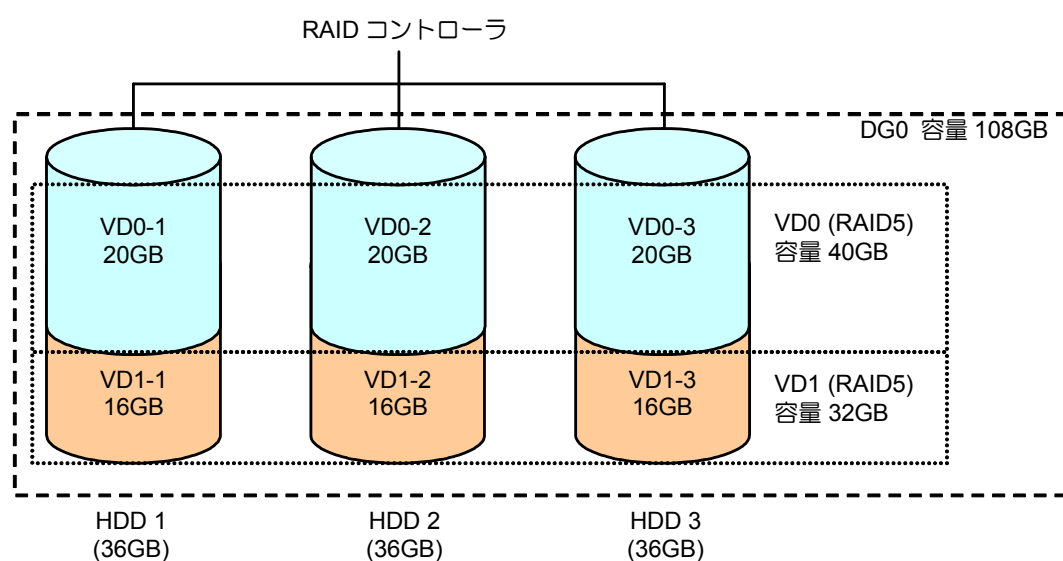 RAID コントローラ
DG0 容量 108GB
VD0-1
20GB
VD0-2
20GB
VD0-3
20GB
VD0 (RAID5)
容量 40GB
VD1-1
16GB
VD1-2
16GB
VD1-3
16GB
VD1 (RAID5)
容量 32GB
HDD 1
(36GB)
HDD 2
(36GB)
HDD 3
(36GB)